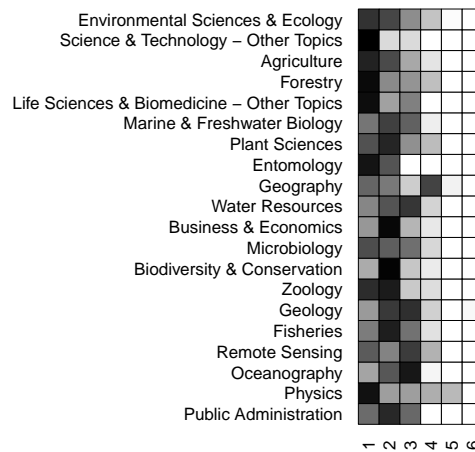 Environmental Sciences & Ecology
Science & Technology − Other Topics
Agriculture
Forestry
Life Sciences & Biomedicine − Other Topics
Marine & Freshwater Biology
Plant Sciences
Entomology
Geography
Water Resources
Business & Economics
Microbiology
Biodiversity & Conservation
Zoology
Geology
Fisheries
Remote Sensing
Oceanography
Physics
Public Administration
1 2 3 4 5 6